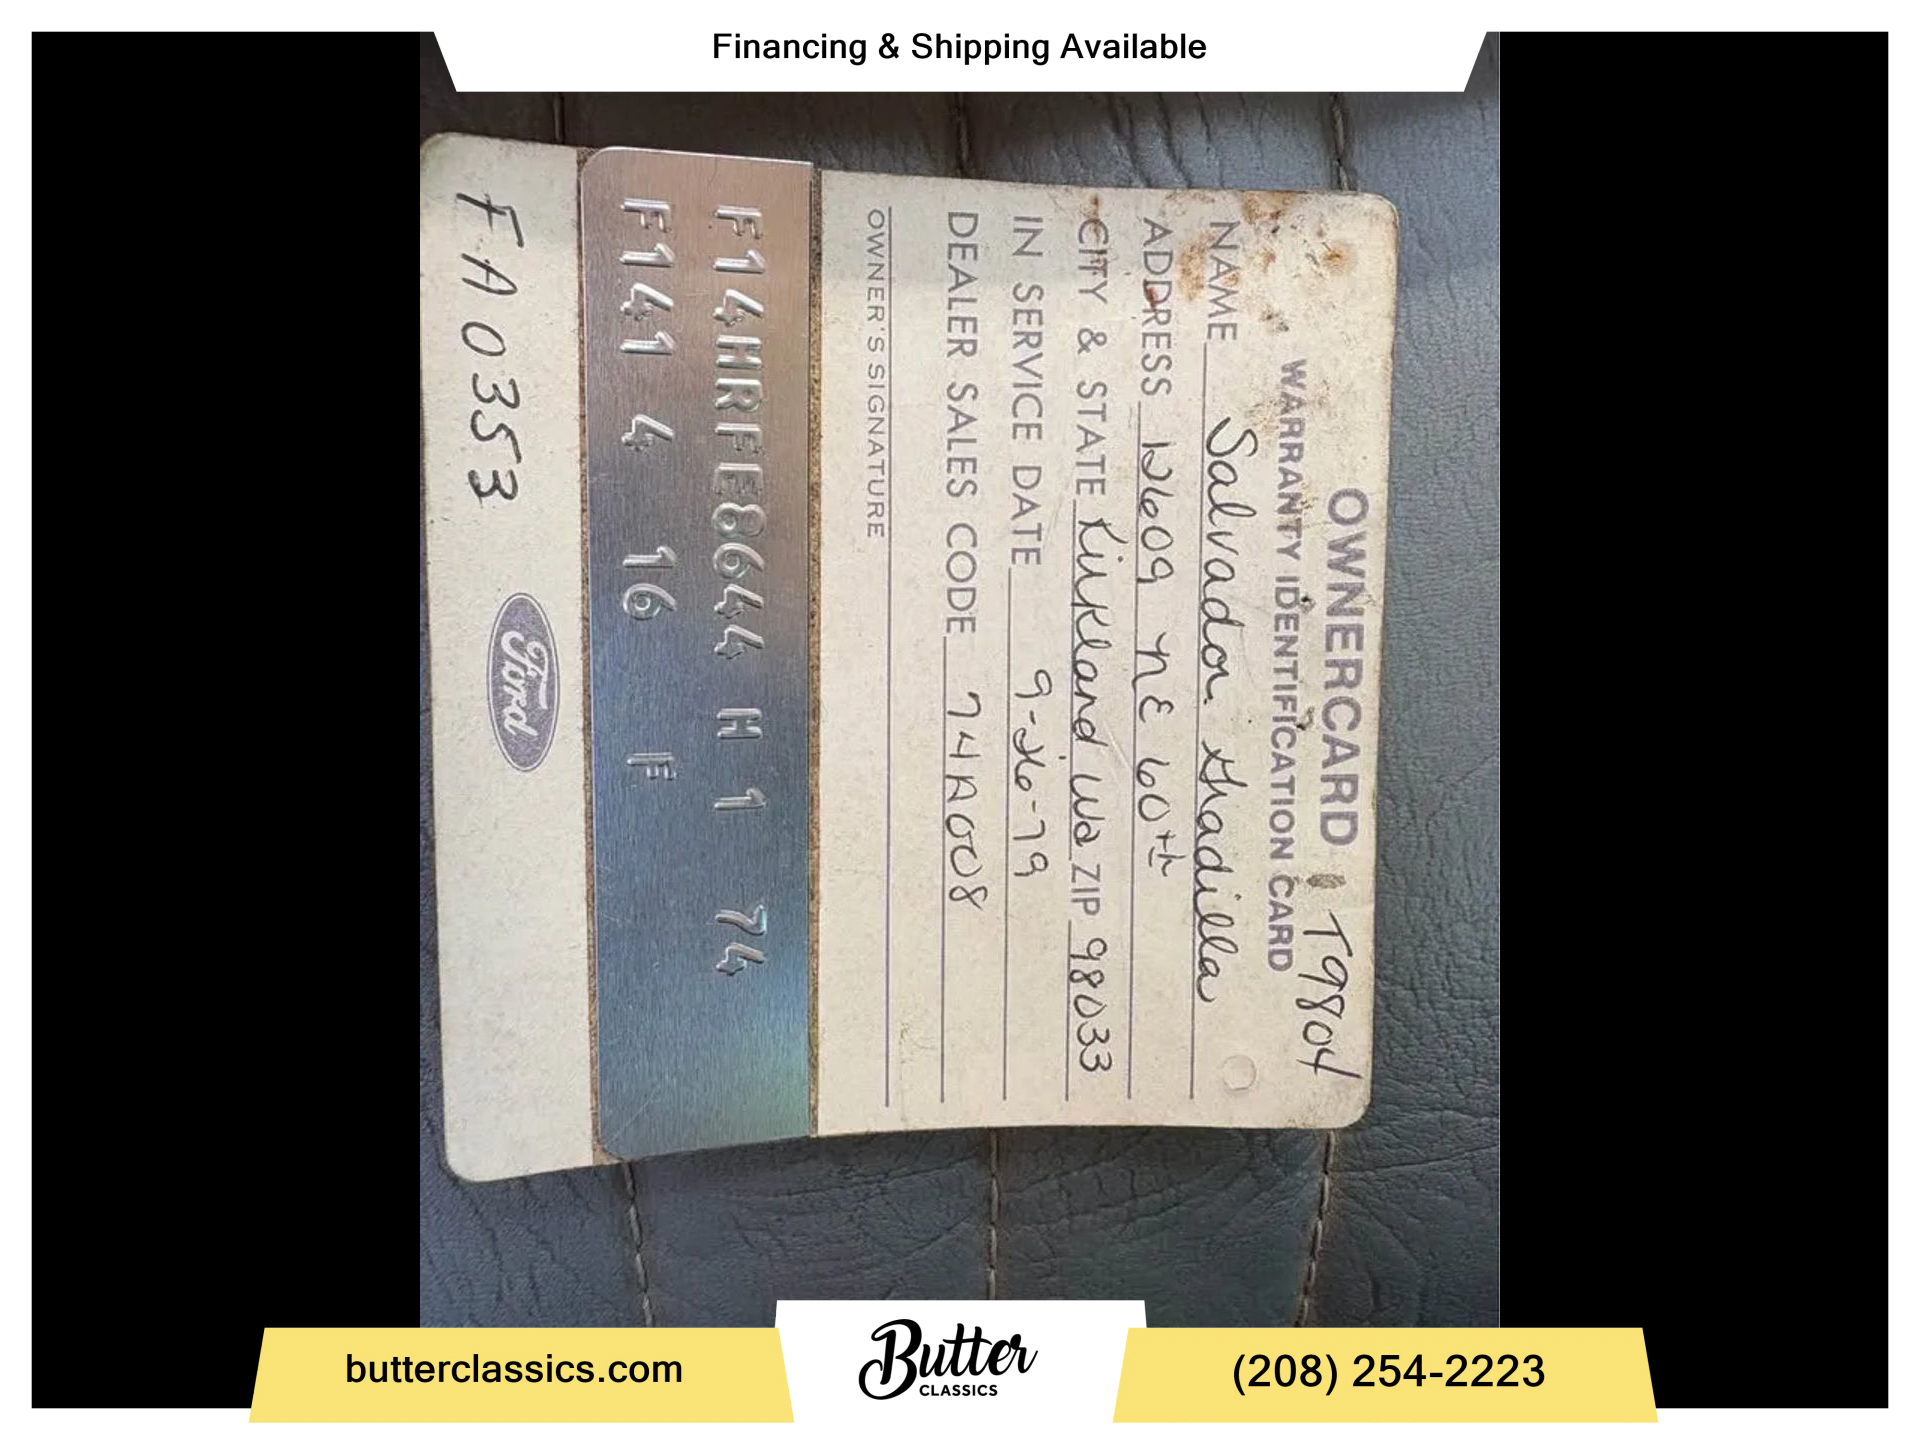 Financing & Shipping Available
OWNERCARD T9804
WARRANTY IDENTIFICATION CARD
NAME Salvador Shadilla
ADDRESS 12609 NE 60th
CITY & STATE Kirkland Wa ZIP 98033
IN SERVICE DATE 9-26-79
DEALER SALES CODE 74A008
OWNER'S SIGNATURE
F14HRFE8644 H 1 74
F141 4 16 F
FA0353
Ford
butterclassics.com
Butter
CLASSICS
(208) 254-2223